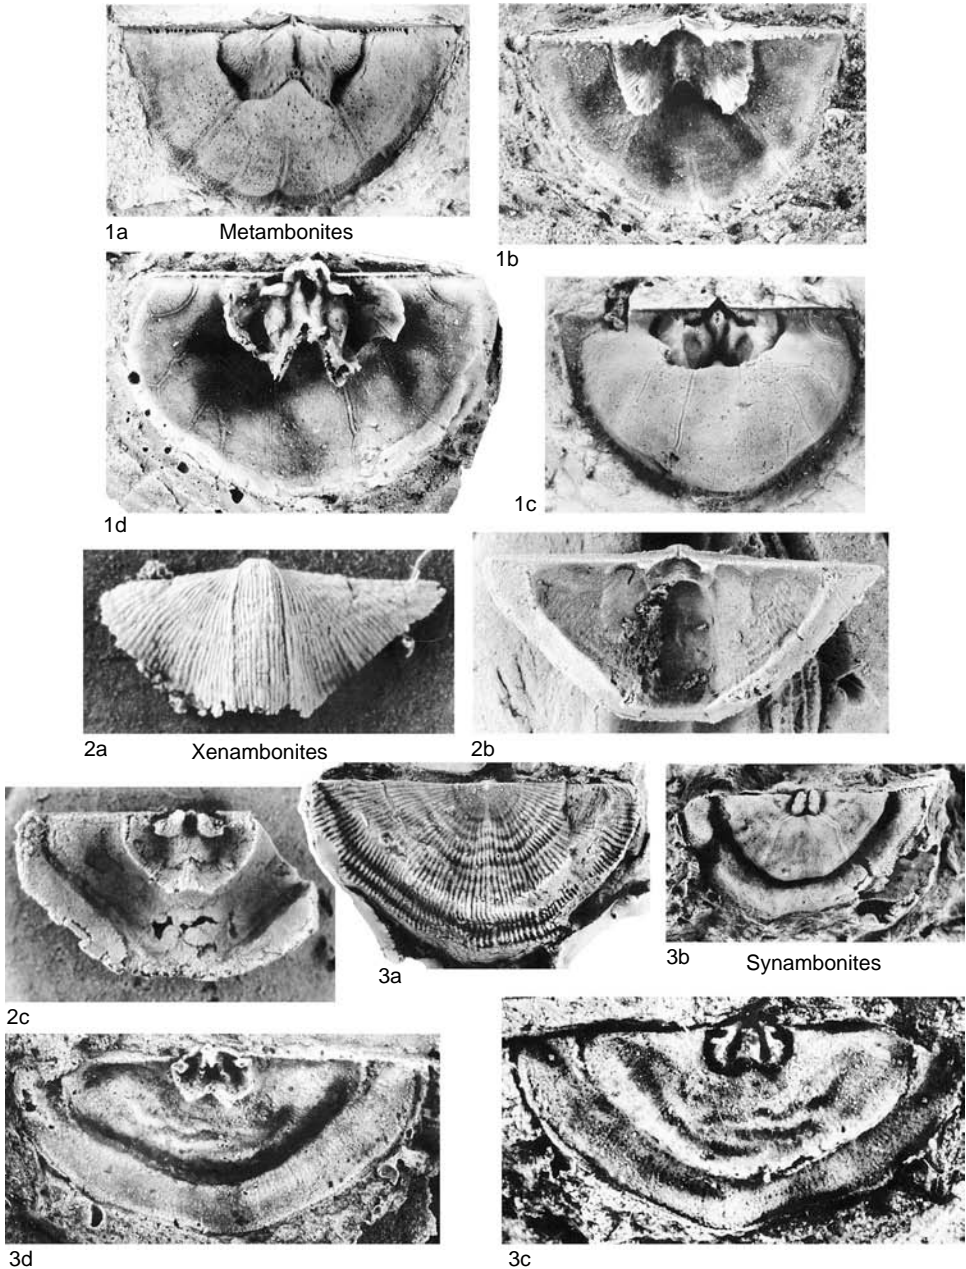 1a
Metambonites
1b
1d
1c
2a
Xenambonites
2b
2c
3a
3b
Synambonites
3d
3c